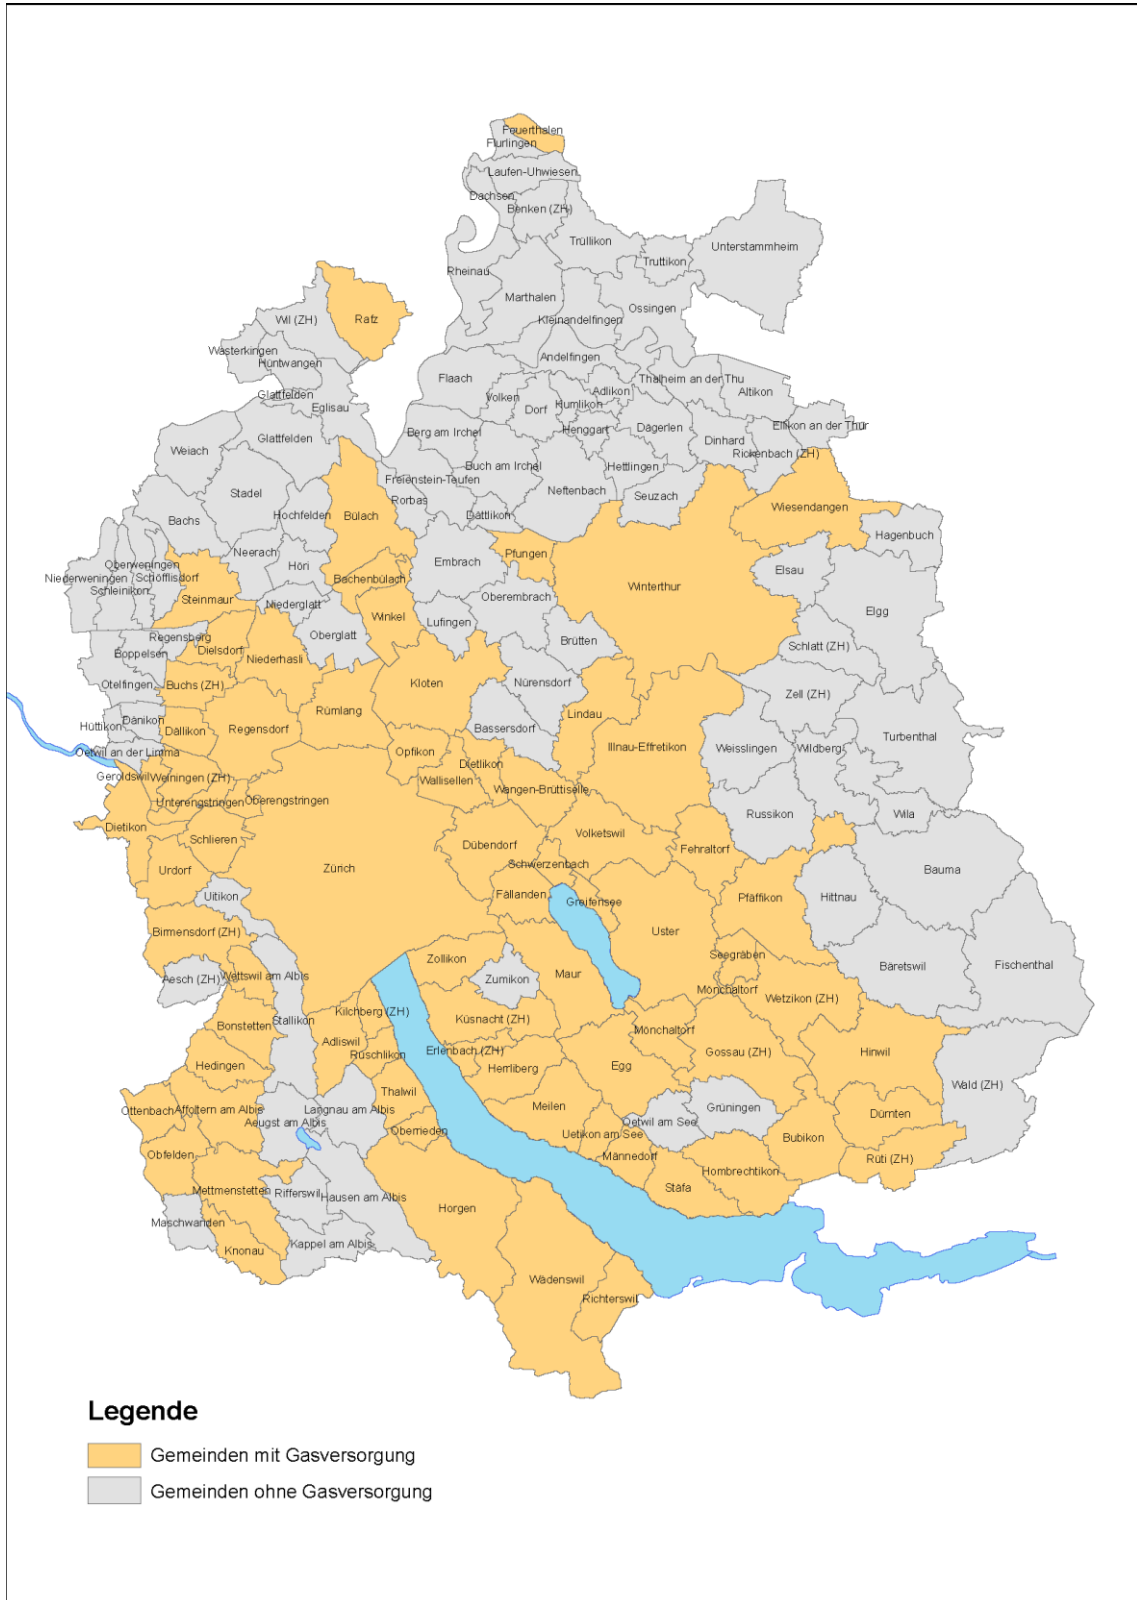 Feuerthalen
Flurlingen
Laufen-Uhwiesen
Dachsen
Benken (ZH)
Trüllikon
Truttikon
Unterstammheim
Rheinau
Marthalen
Ossingen
Kleinandelfingen
Wil (ZH)
Ratz
Wasterkingen
Hüntwangen
Andelfingen
Flaach
Thalheim an der Thu
Adlikon
Altikon
Glattfelden
Eglisau
Volken
Dorf
Humlikon
Henggart
Dägerlen
Dinhard
Ellikon an der Thur
Rickenbach (ZH)
Glattfelden
Berg am Irchel
Weiach
Buch am Irchel
Hettlingen
Freienstein-Teufen
Nettenbach
Seuzach
Stadel
Rorbas
Hochfelden
Bülach
Dättlikon
Wiesendangen
Bachs
Hagenbuch
Neerach
Pfungen
Embrach
Höri
Oberweningen
Niederweningen
Schöfflisdorf
Schleinikon
Bachenbülach
Elsau
Winterthur
Steinmaur
Oberembrach
Elgg
Niederglatt
Winkel
Lufingen
Oberglatt
Regensberg
Brütten
Schlatt (ZH)
Boppelsen
Dielsdorf
Niederhasli
Otelfingen
Buchs (ZH)
Kloten
Nürensdorf
Zell (ZH)
Rümlang
Lindau
Dänikon
Hüttikon
Dällikon
Regensdorf
Bassersdorf
Turbenthal
Illnau-Effretikon
Weisslingen
Wildberg
Oetwil an der Limma
Opfikon
Dietlikon
Geroldswil
Weiningen (ZH)
Wallisellen
Wangen-Brüttiselle
Unterengstringen
Oberengstringen
Russikon
Wila
Dietikon
Schlieren
Volketswil
Dübendorf
Fehraltorf
Schwerzenbach
Urdorf
Zürich
Bauma
Uitikon
Fällanden
Greifensee
Pfäffikon
Hittnau
Birmensdorf (ZH)
Uster
Seegräben
Zollikon
Bäretswil
Fischenthal
Aesch (ZH)
Wettswil am Albis
Zumikon
Maur
Mönchaltorf
Wetzikon (ZH)
Kilchberg (ZH)
Küsnacht (ZH)
Stallikon
Bonstetten
Mönchaltorf
Adliswil
Rüschlikon
Erlenbach (ZH)
Gossau (ZH)
Hinwil
Hedingen
Herrliberg
Egg
Wald (ZH)
Thalwil
Ottenbach
Affoltern am Albis
Langnau am Albis
Meilen
Grüningen
Dürnten
Aeugst am Albis
Oetwil am See
Oberrieden
Uetikon am See
Bubikon
Obfelden
Männedorf
Rüti (ZH)
Hombrechtikon
Mettmenstetten
Rifferswil
Hausen am Albis
Stäfa
Horgen
Maschwanden
Kappel am Albis
Knonau
Wädenswil
Richterswil
Legende
Gemeinden mit Gasversorgung
Gemeinden ohne Gasversorgung